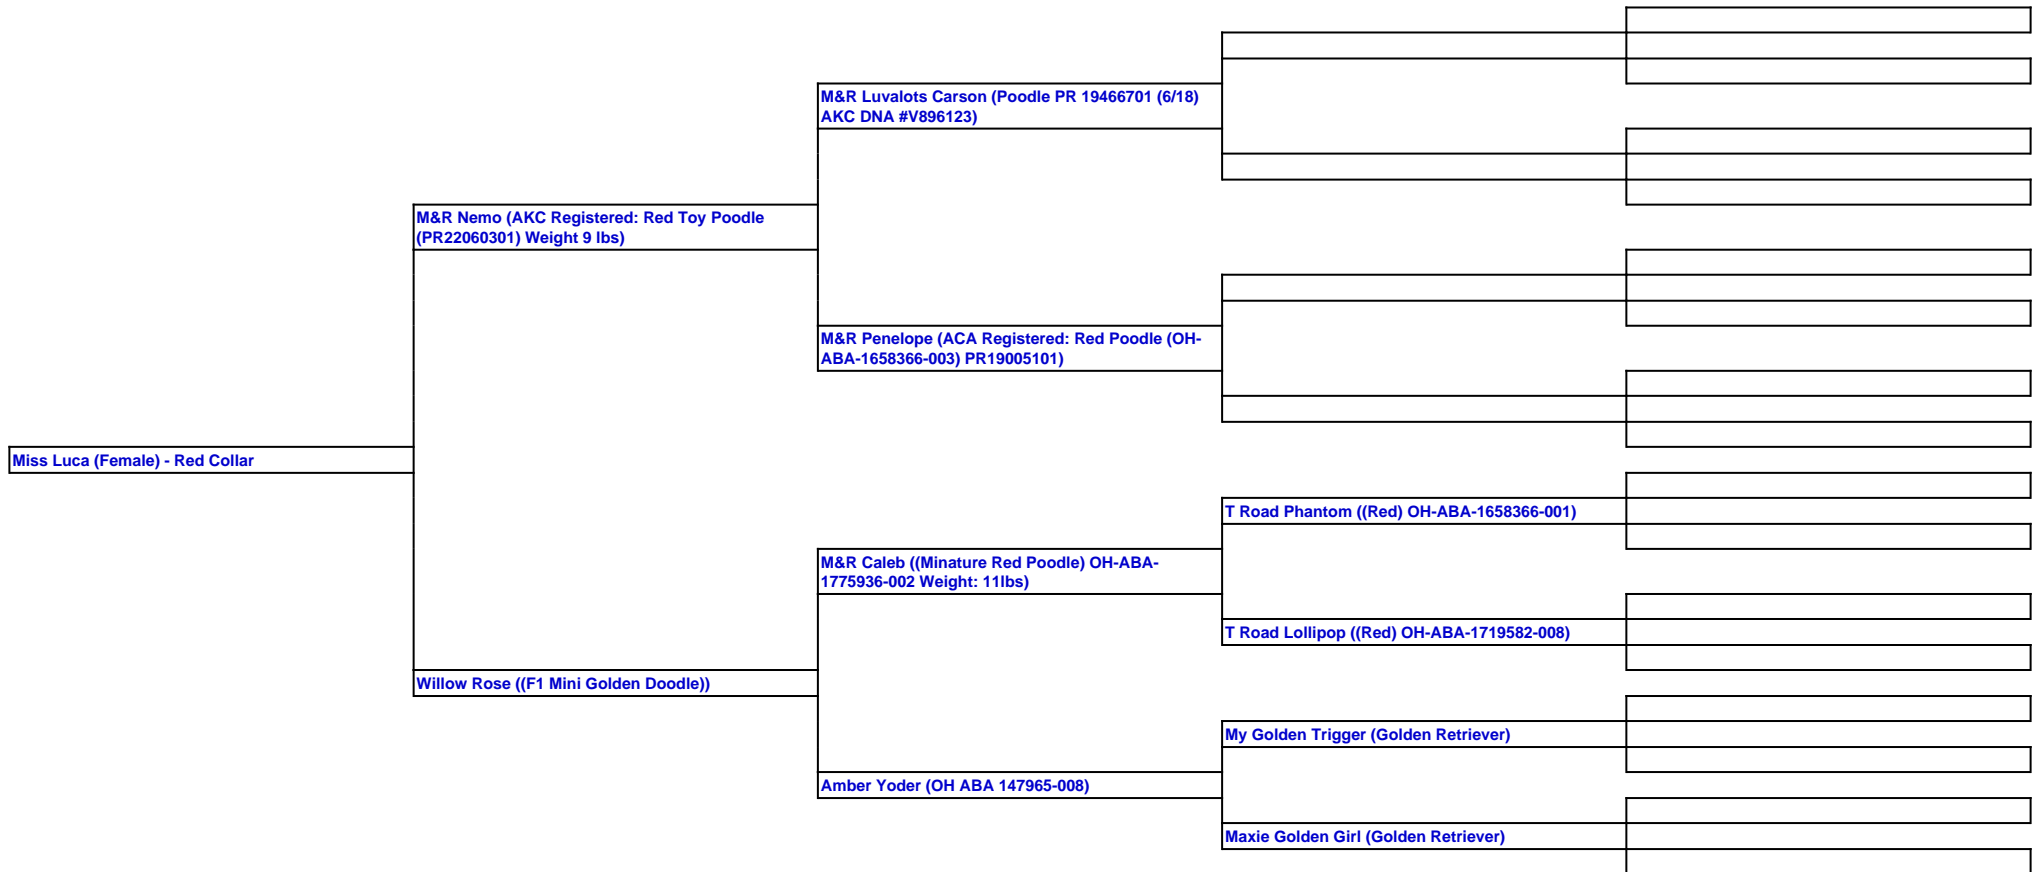 M&R Luvalots Carson (Poodle PR 19466701 (6/18)
AKC DNA #V896123)
M&R Nemo (AKC Registered: Red Toy Poodle
(PR22060301) Weight 9 lbs)
M&R Penelope (ACA Registered: Red Poodle (OH-
ABA-1658366-003) PR19005101)
Miss Luca (Female) - Red Collar
T Road Phantom ((Red) OH-ABA-1658366-001)
M&R Caleb ((Minature Red Poodle) OH-ABA-
1775936-002 Weight: 11lbs)
T Road Lollipop ((Red) OH-ABA-1719582-008)
Willow Rose ((F1 Mini Golden Doodle))
My Golden Trigger (Golden Retriever)
Amber Yoder (OH ABA 147965-008)
Maxie Golden Girl (Golden Retriever)